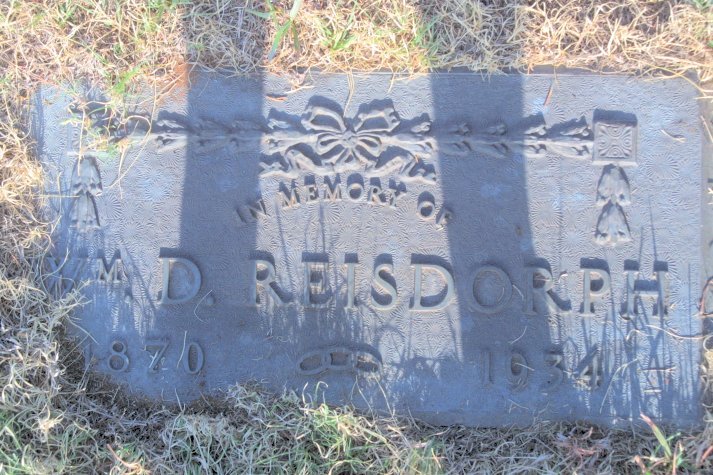 IN MEMORY OF
WM. D. REISDORPH
1870 1934